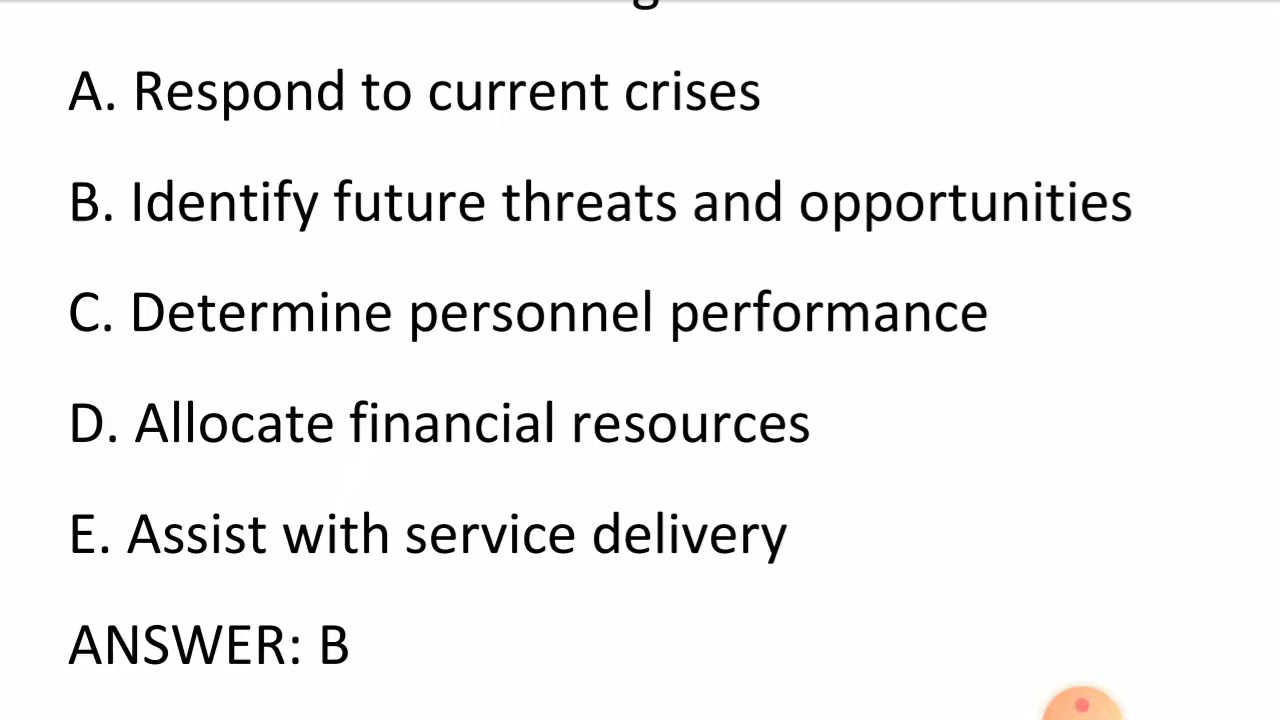 A. Respond to current crises
B. Identify future threats and opportunities
C. Determine personnel performance
D. Allocate financial resources
E. Assist with service delivery
ANSWER: B